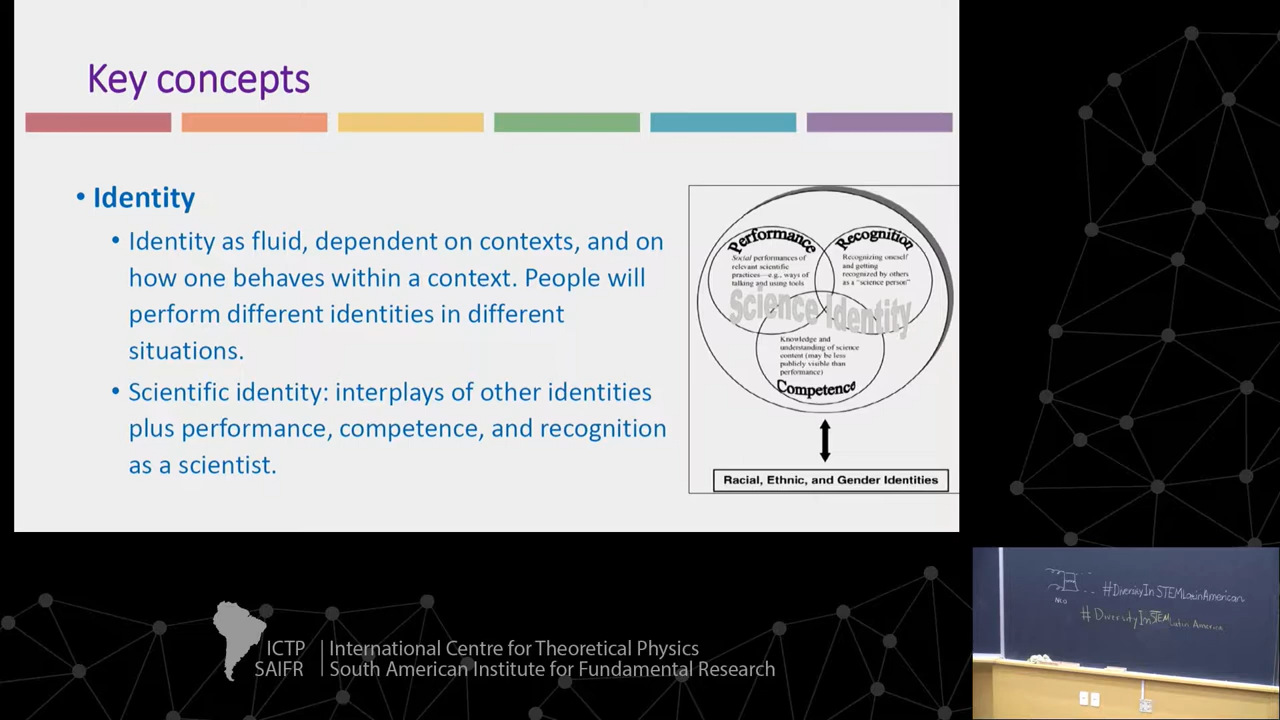 Key concepts
• Identity
• Identity as fluid, dependent on contexts, and on
how one behaves within a context. People will
perform different identities in different
situations.
• Scientific identity: interplays of other identities
plus performance, competence, and recognition
as a scientist.
Performance
Social performances of
relevant scientific
practices—e.g., ways of
talking and using tools
Recognition
Recognizing oneself
and getting
recognized by others
as a "science person"
Science Identity
Knowledge and
understanding of science
content (may be less
publicly visible than
performance)
Competence
Racial, Ethnic, and Gender Identities
ICTP
SAIFR
International Centre for Theoretical Physics
South American Institute for Fundamental Research
#DiversityInSTEMLatinAmerican
#DiversityInSTEMLatinAmerica